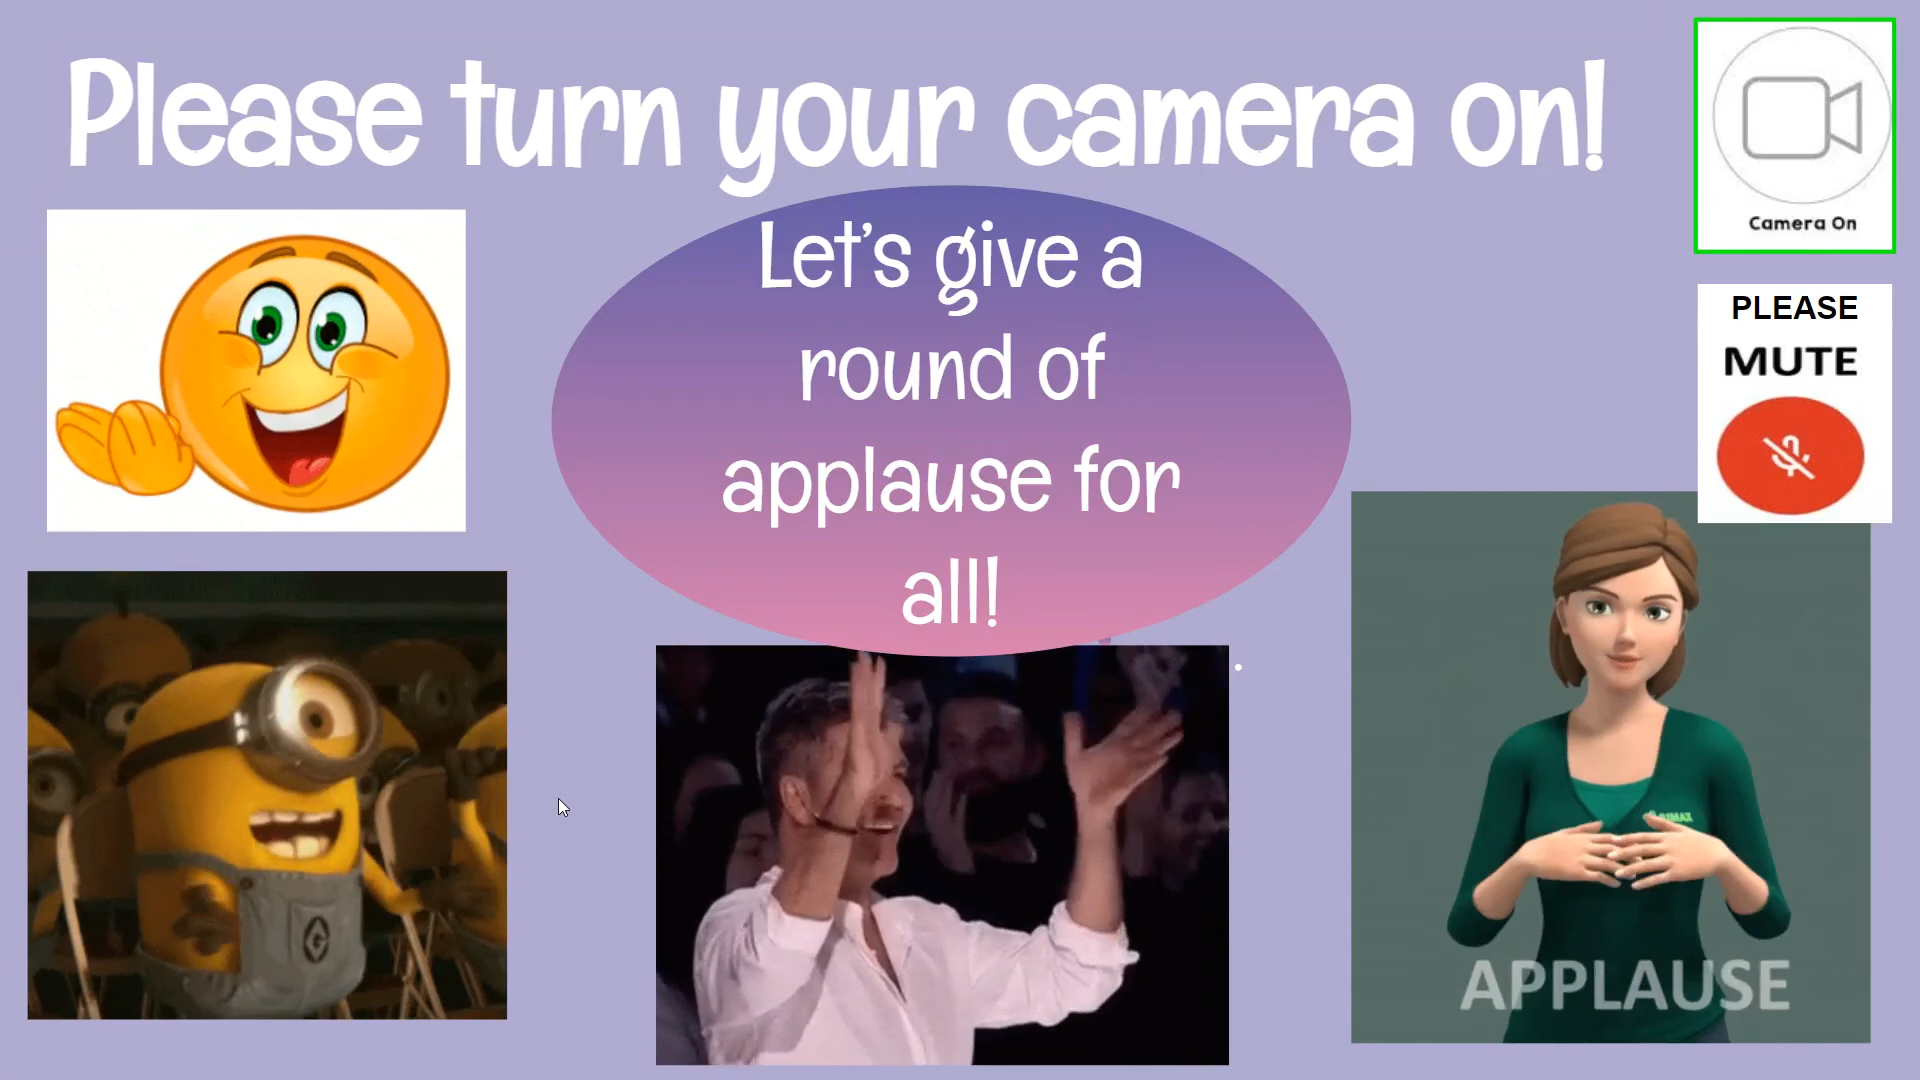 Please turn your camera on!
Camera On
Let's give a
round of
applause for
all!
PLEASE
MUTE
APPLAUSE